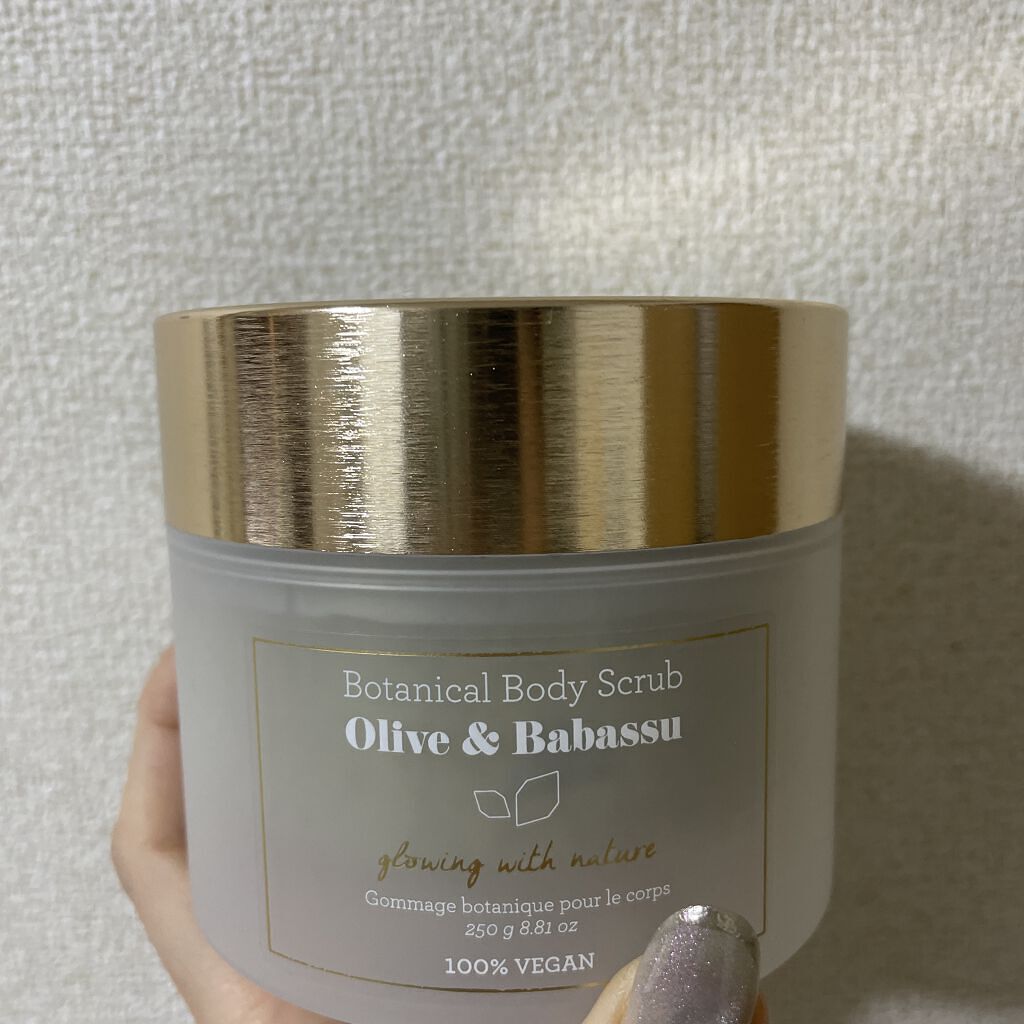 Botanical Body Scrub
Olive & Babassu
glowing with nature
Gommage botanique pour le corps
250 g 8.81 oz
100% VEGAN